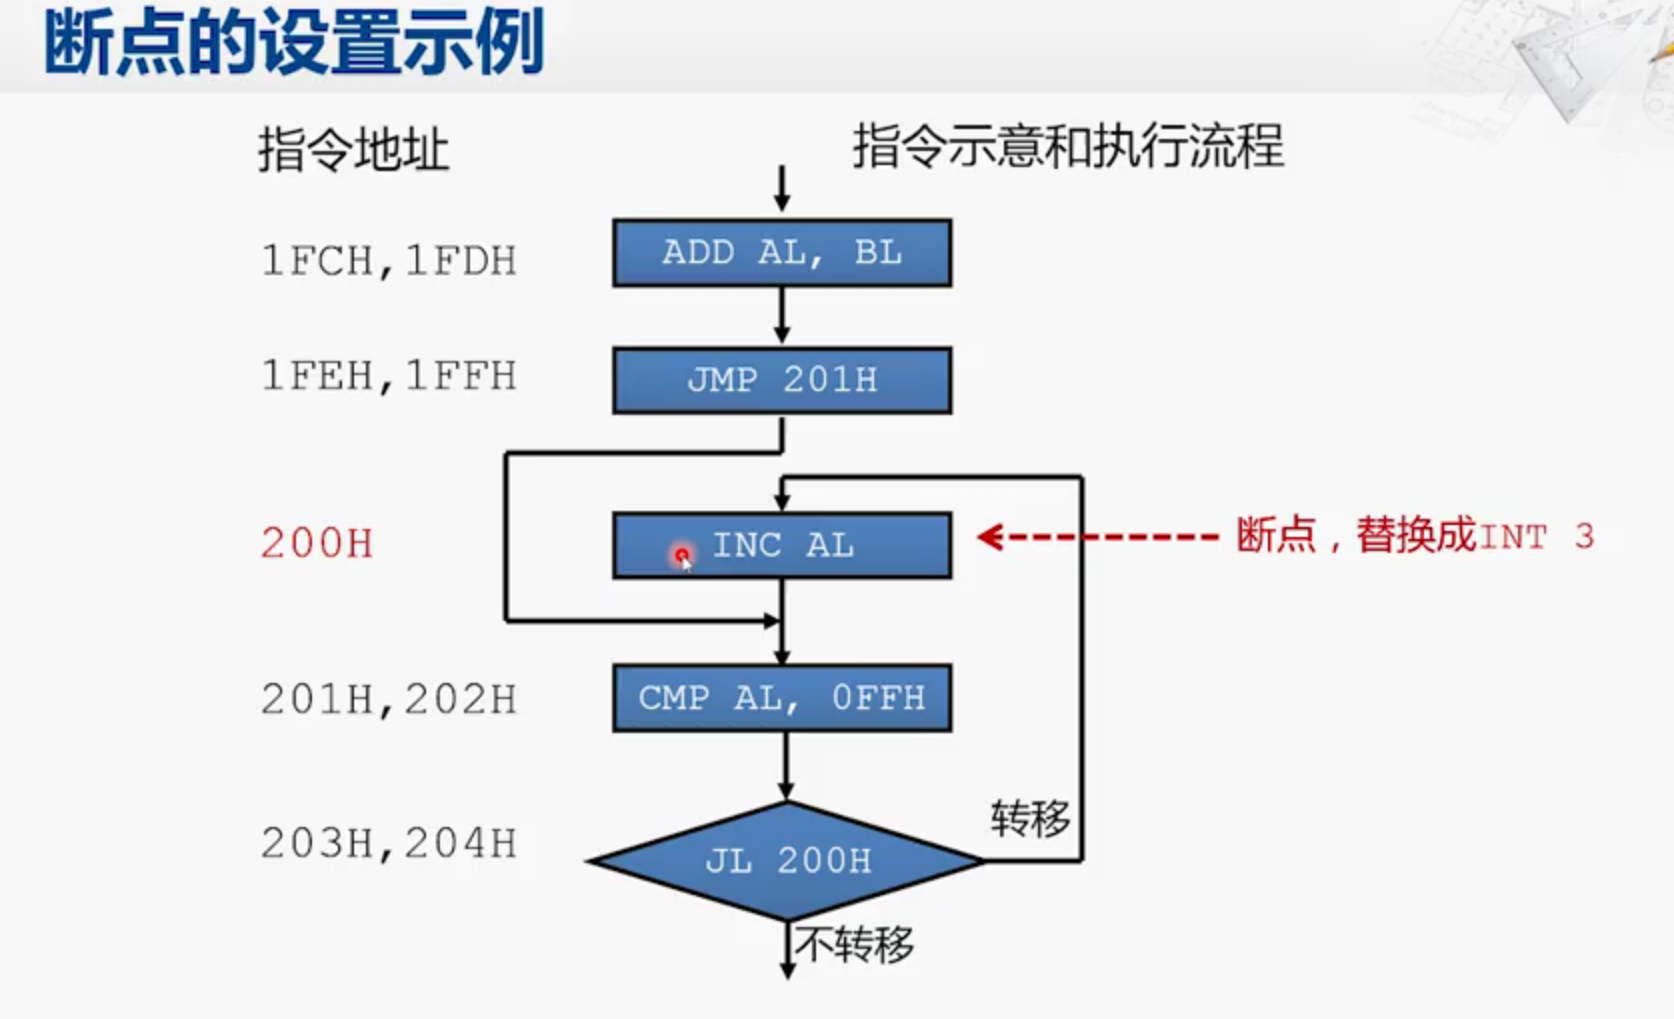 断点的设置示例
指令地址
指令示意和执行流程
1FCH,1FDH
ADD AL, BL
1FEH,1FFH
JMP 201H
200H
INC AL
断点，替换成INT 3
201H,202H
CMP AL, 0FFH
203H,204H
JL 200H
转移
不转移